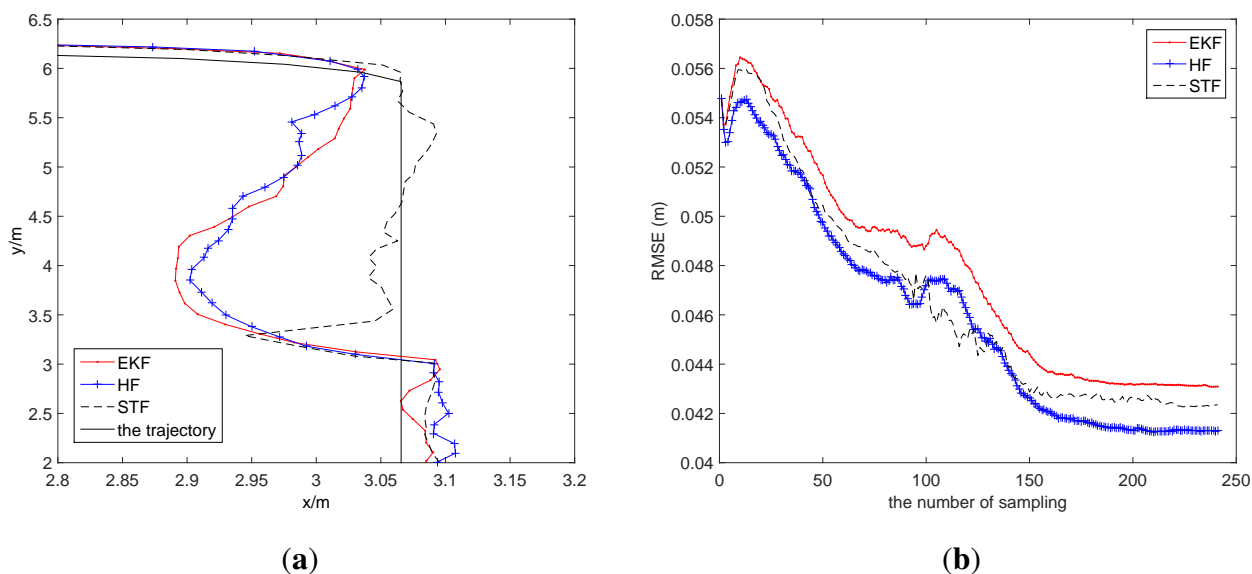 6.5
6
5.5
5
4.5
4
3.5
3
2.5
2
y/m
2.8
2.85
2.9
2.95
3
3.05
3.1
3.15
3.2
x/m
EKF
HF
STF
the trajectory
(a)
0.058
0.056
0.054
0.052
0.05
0.048
0.046
0.044
0.042
0.04
RMSE (m)
0
50
100
150
200
250
the number of sampling
EKF
HF
STF
(b)